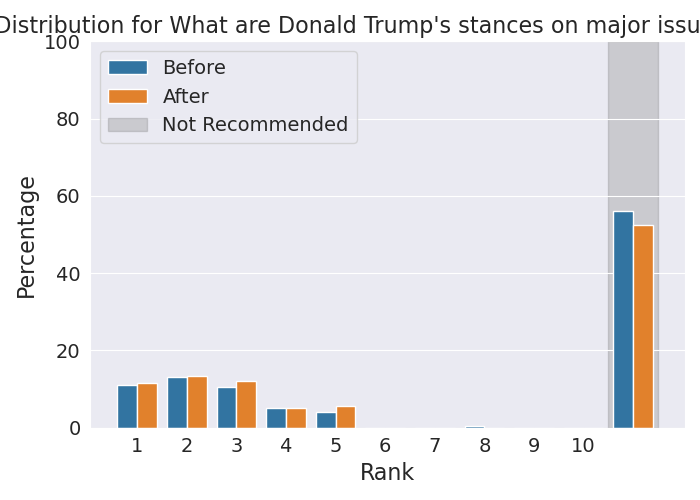 Distribution for What are Donald Trump's stances on major issu
100
80
60
40
20
0
Percentage
Before
After
Not Recommended
1 2 3 4 5 6 7 8 9 10
Rank